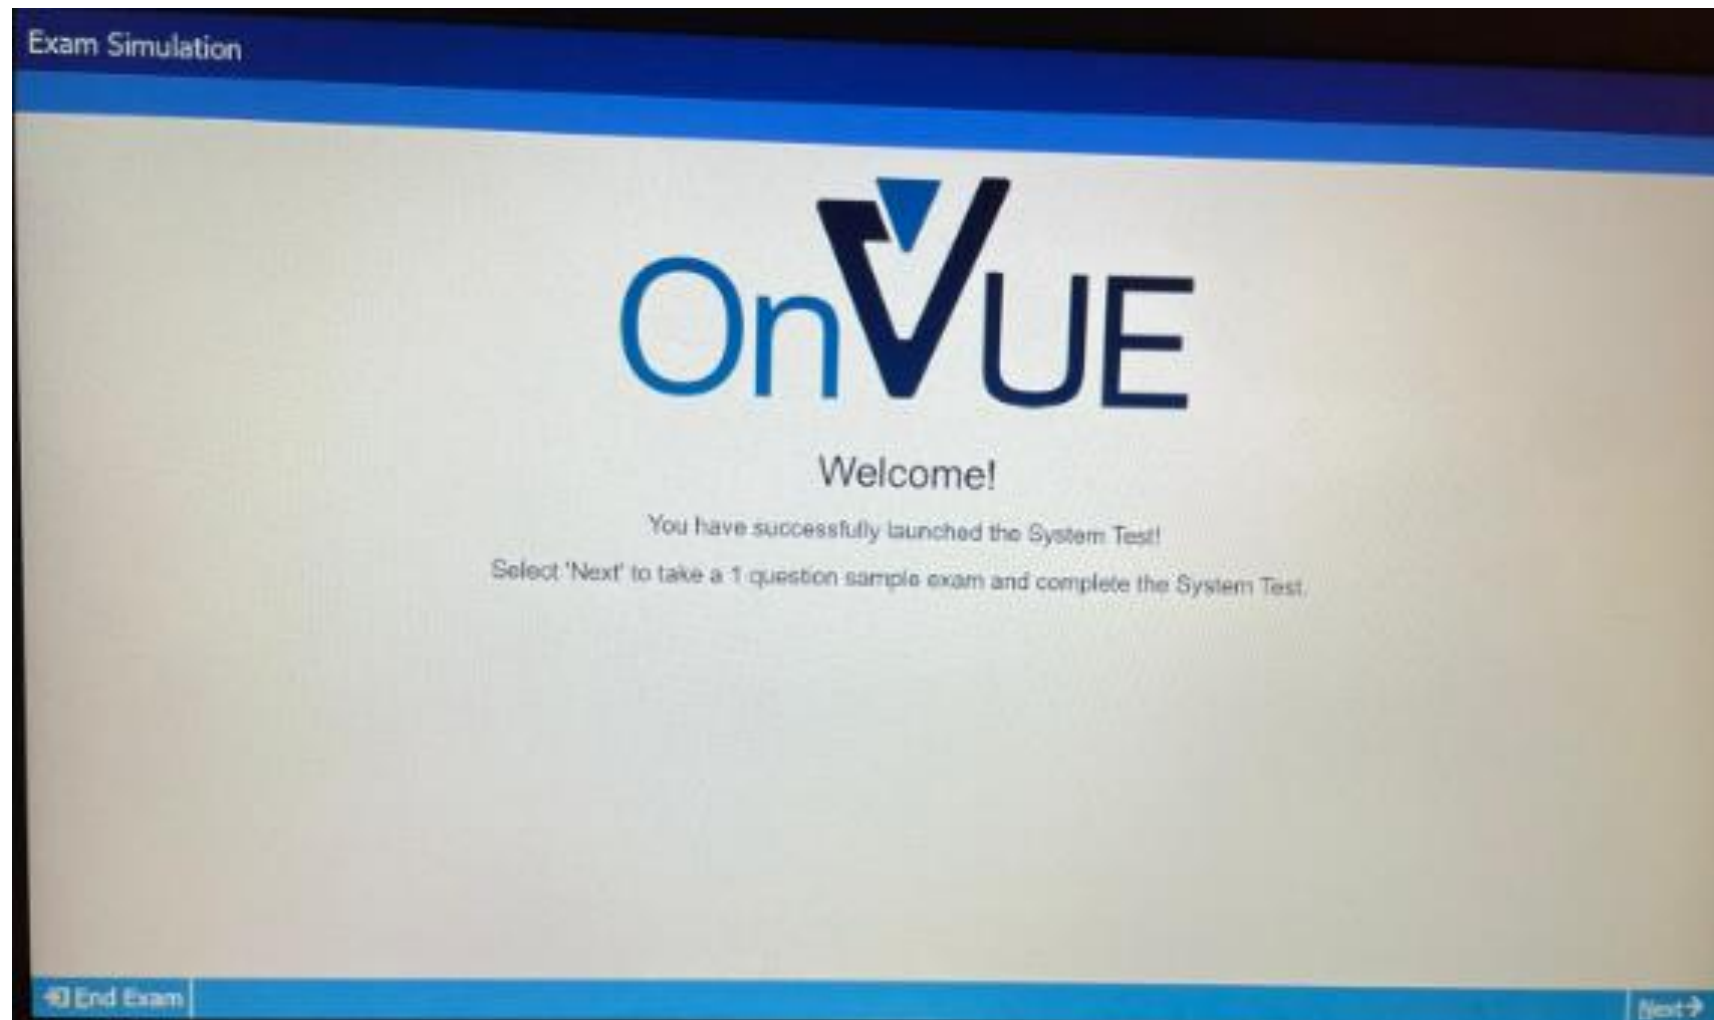 Exam Simulation
OnVUE
Welcome!
You have successfully launched the System Test!
Select 'Next' to take a 1 question sample exam and complete the System Test.
End Exam
Next